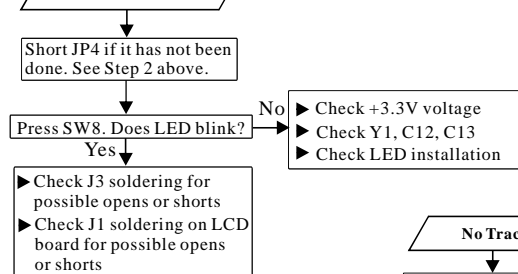 Short JP4 if it has not been
done. See Step 2 above.
Press SW8. Does LED blink?
No
Yes
▶ Check +3.3V voltage
▶ Check Y1, C12, C13
▶ Check LED installation
▶ Check J3 soldering for
possible opens or shorts
▶ Check J1 soldering on LCD
board for possible opens
or shorts
No Trac